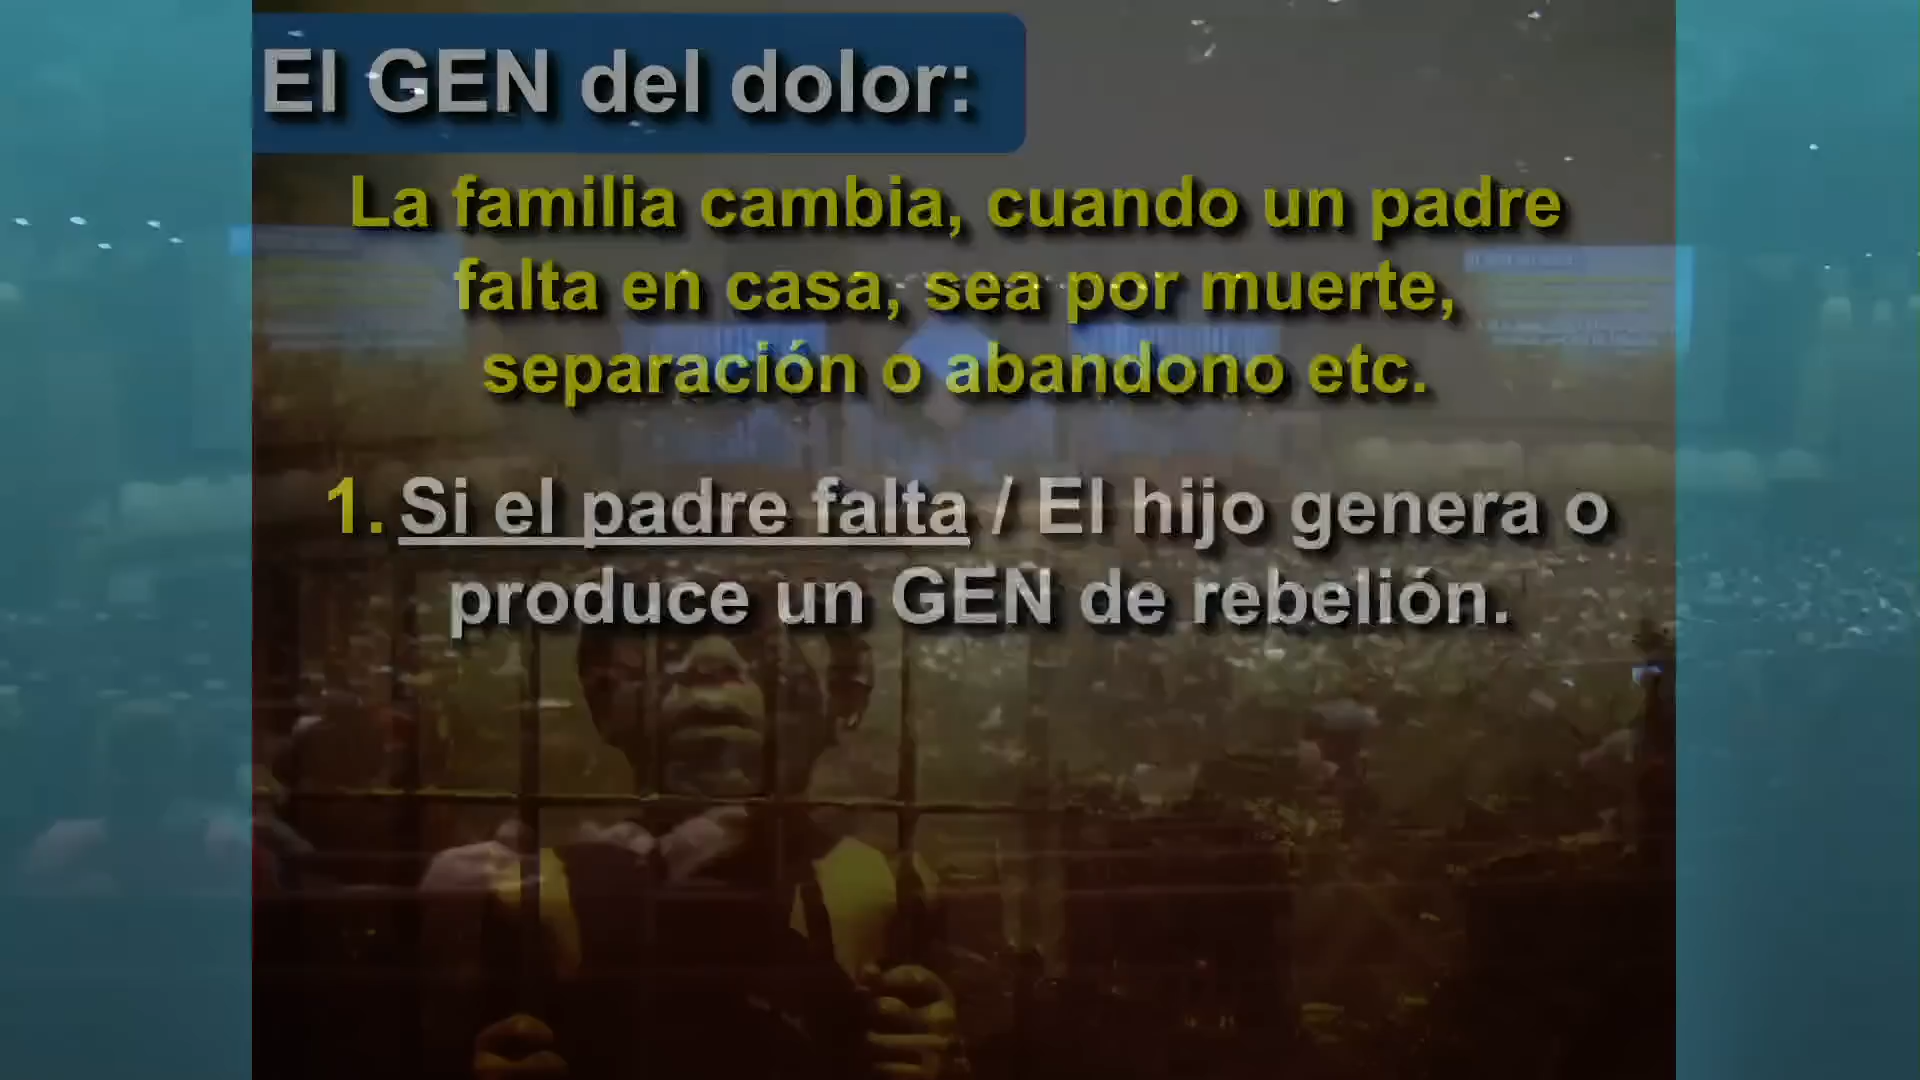 El GEN del dolor:
La familia cambia, cuando un padre
falta en casa, sea por muerte,
separación o abandono etc.
1. Si el padre falta / El hijo genera o
produce un GEN de rebelión.